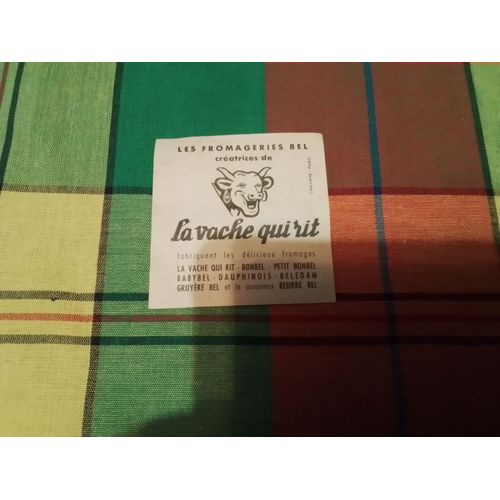 LES FROMAGERIES BEL
créatrices de
La vache qui rit
fabriquent les délicieux fromages
LA VACHE QUI RIT - BONBEL - PETIT BONBEL
BABYBEL - DAUPHINOIS - BELEDAM
GRUYÈRE BEL et le savoureux BEURRE BEL